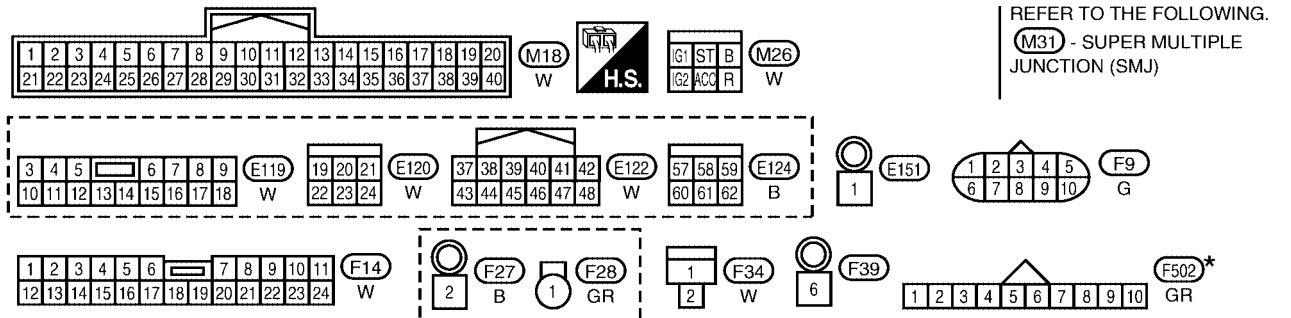 REFER TO THE FOLLOWING.
M31 - SUPER MULTIPLE
JUNCTION (SMJ)
1 2 3 4 5 6 7 8 9 10 11 12 13 14 15 16 17 18 19 20
21 22 23 24 25 26 27 28 29 30 31 32 33 34 35 36 37 38 39 40
M18
W
H.S.
IG1 ST B
IG2 ACC R
M26
W
3 4 5 6 7 8 9
10 11 12 13 14 15 16 17 18
E119
W
19 20 21
22 23 24
E120
W
37 38 39 40 41 42
43 44 45 46 47 48
E122
W
57 58 59
60 61 62
E124
B
1
E151
1 2 3 4 5
6 7 8 9 10
F9
G
1 2 3 4 5 6 7 8 9 10 11
12 13 14 15 16 17 18 19 20 21 22 23 24
F14
W
2
F27
B
1
F28
GR
1
2
F34
W
6
F39
1 2 3 4 5 6 7 8 9 10
F502*
GR